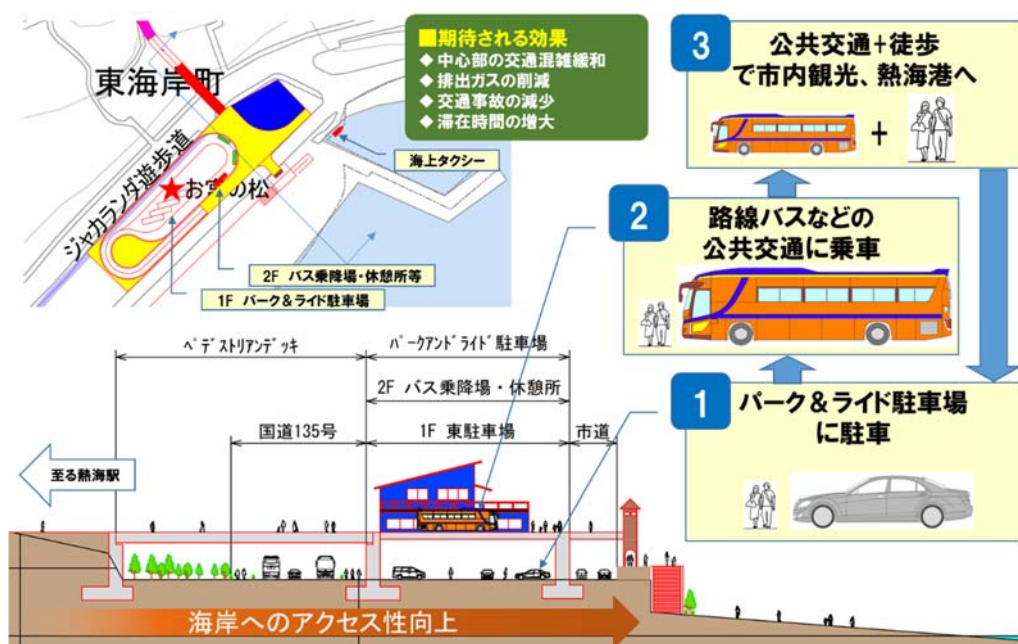 ■期待される効果
◆ 中心部の交通混雑緩和
◆ 排出ガスの削減
◆ 交通事故の減少
◆ 滞在時間の増大
東海岸町
ジャカランダ遊歩道
★お宮の松
海上タクシー
2F バス乗降場・休憩所等
1F パーク&ライド駐車場
3
公共交通+徒歩
で市内観光、熱海港へ
+
2
路線バスなどの
公共交通に乗車
1
パーク&ライド駐車場
に駐車
ペデストリアンデッキ
パークアンドライド駐車場
2F バス乗降場・休憩所
国道135号
1F 東駐車場
市道
至る熱海駅
海岸へのアクセス性向上